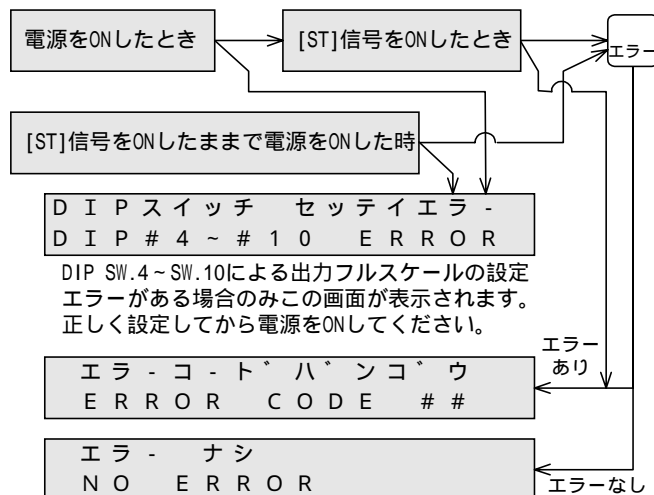 電源をONしたとき
[ST]信号をONしたとき
エラー
[ST]信号をONしたままで電源をONした時
DIPスイッチ セッテイエラ-
DIP#4~#10 ERROR
DIP SW.4~SW.10による出力フルスケールの設定
エラーがある場合のみこの画面が表示されます。
正しく設定してから電源をONしてください。
エラー
あり
エラ-コ-ド゙バ゙ンゴウ
ERROR CODE ##
エラ- ナシ
NO ERROR
エラーなし